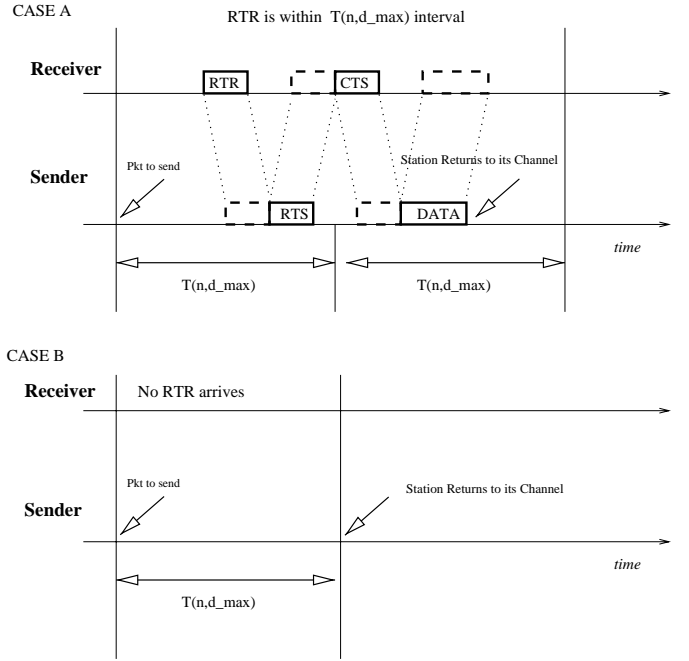 CASE A
RTR is within T(n,d_max) interval
Receiver
RTR
CTS
Station Returns to its Channel
Pkt to send
Sender
RTS
DATA
time
T(n,d_max)
T(n,d_max)
CASE B
Receiver
No RTR arrives
Pkt to send
Station Returns to its Channel
Sender
time
T(n,d_max)